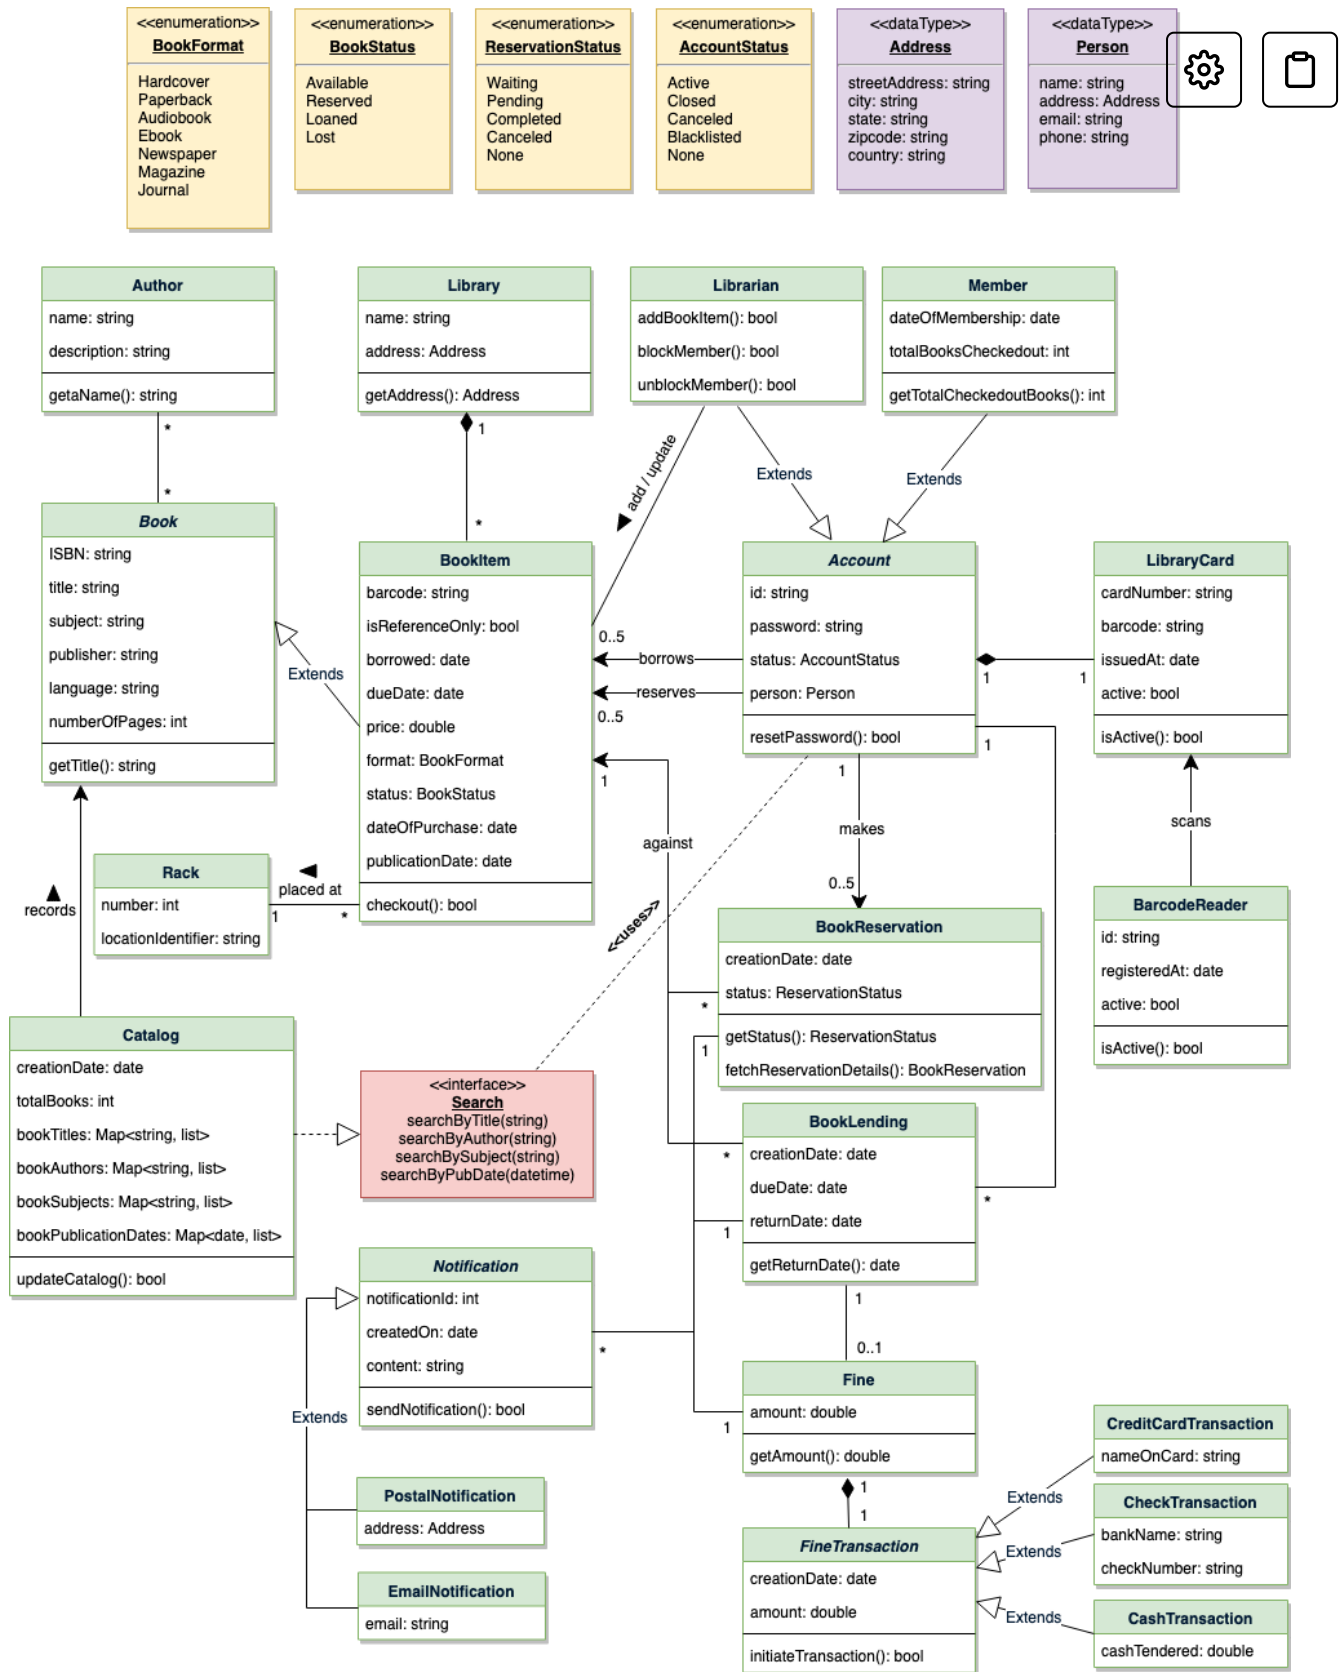 <<enumeration>>
BookFormat
Hardcover
Paperback
Audiobook
Ebook
Newspaper
Magazine
Journal
<<enumeration>>
BookStatus
Available
Reserved
Loaned
Lost
<<enumeration>>
ReservationStatus
Waiting
Pending
Completed
Canceled
None
<<enumeration>>
AccountStatus
Active
Closed
Canceled
Blacklisted
None
<<dataType>>
Address
streetAddress: string
city: string
state: string
zipcode: string
country: string
<<dataType>>
Person
name: string
address: Address
email: string
phone: string
Author
name: string
description: string
getaName(): string
*
*
Library
name: string
address: Address
getAddress(): Address
1
*
Librarian
addBookItem(): bool
blockMember(): bool
unblockMember(): bool
add / update
Extends
Member
dateOfMembership: date
totalBooksCheckedout: int
getTotalCheckedoutBooks(): int
Extends
Book
ISBN: string
title: string
subject: string
publisher: string
language: string
numberOfPages: int
getTitle(): string
Extends
BookItem
barcode: string
isReferenceOnly: bool
borrowed: date
dueDate: date
price: double
format: BookFormat
status: BookStatus
dateOfPurchase: date
publicationDate: date
checkout(): bool
0..5
borrows
reserves
0..5
1
against
Account
id: string
password: string
status: AccountStatus
person: Person
resetPassword(): bool
1
1
1
1
makes
0..5
LibraryCard
cardNumber: string
barcode: string
issuedAt: date
active: bool
isActive(): bool
scans
Rack
number: int
locationIdentifier: string
placed at
1
*
records
<<uses>>
BookReservation
creationDate: date
status: ReservationStatus
getStatus(): ReservationStatus
fetchReservationDetails(): BookReservation
*
1
BarcodeReader
id: string
registeredAt: date
active: bool
isActive(): bool
Catalog
creationDate: date
totalBooks: int
bookTitles: Map<string, list>
bookAuthors: Map<string, list>
bookSubjects: Map<string, list>
bookPublicationDates: Map<date, list>
updateCatalog(): bool
<<interface>>
Search
searchByTitle(string)
searchByAuthor(string)
searchBySubject(string)
searchByPubDate(datetime)
BookLending
creationDate: date
dueDate: date
returnDate: date
getReturnDate(): date
*
*
1
1
0..1
Notification
notificationId: int
createdOn: date
content: string
sendNotification(): bool
*
Extends
Fine
amount: double
getAmount(): double
1
1
1
PostalNotification
address: Address
EmailNotification
email: string
FineTransaction
creationDate: date
amount: double
initiateTransaction(): bool
Extends
Extends
Extends
CreditCardTransaction
nameOnCard: string
CheckTransaction
bankName: string
checkNumber: string
CashTransaction
cashTendered: double